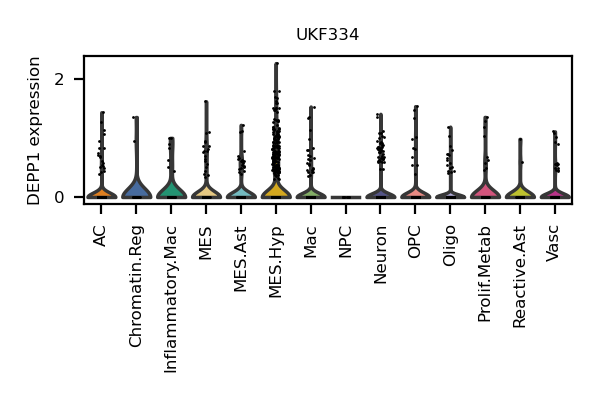 UKF334
DEPP1 expression
2
0
AC
Chromatin.Reg
Inflammatory.Mac
MES
MES.Ast
MES.Hyp
Mac
NPC
Neuron
OPC
Oligo
Prolif.Metab
Reactive.Ast
Vasc